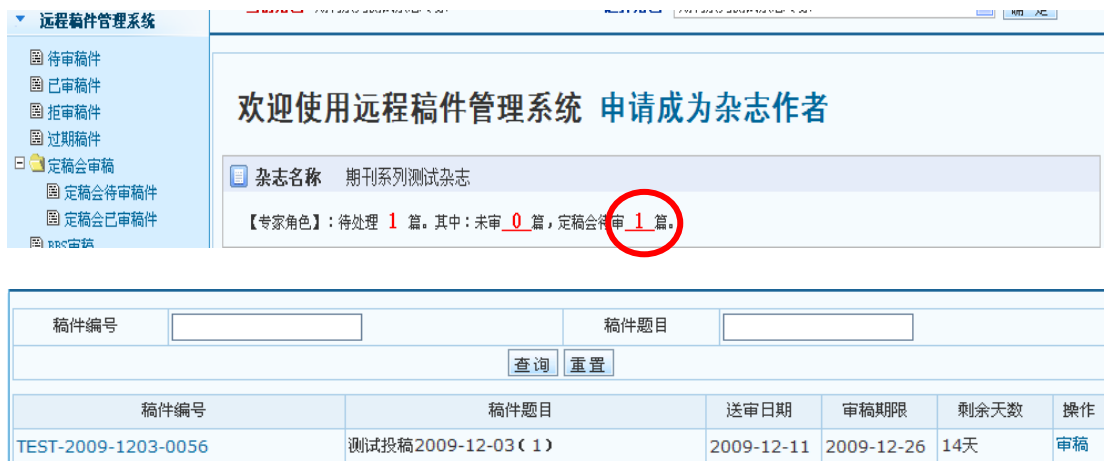 远程稿件管理系统
确 定
待审稿件
已审稿件
拒审稿件
过期稿件
定稿会审稿
定稿会待审稿件
定稿会已审稿件
BBS审稿
欢迎使用远程稿件管理系统 申请成为杂志作者
杂志名称 期刊系列测试杂志
【专家角色】：待处理 1 篇。其中：未审 0 篇，定稿会待审 1 篇。
稿件编号 稿件题目
查询 重置
稿件编号 稿件题目 送审日期 审稿期限 剩余天数 操作
TEST-2009-1203-0056 测试投稿2009-12-03(1) 2009-12-11 2009-12-26 14天 审稿